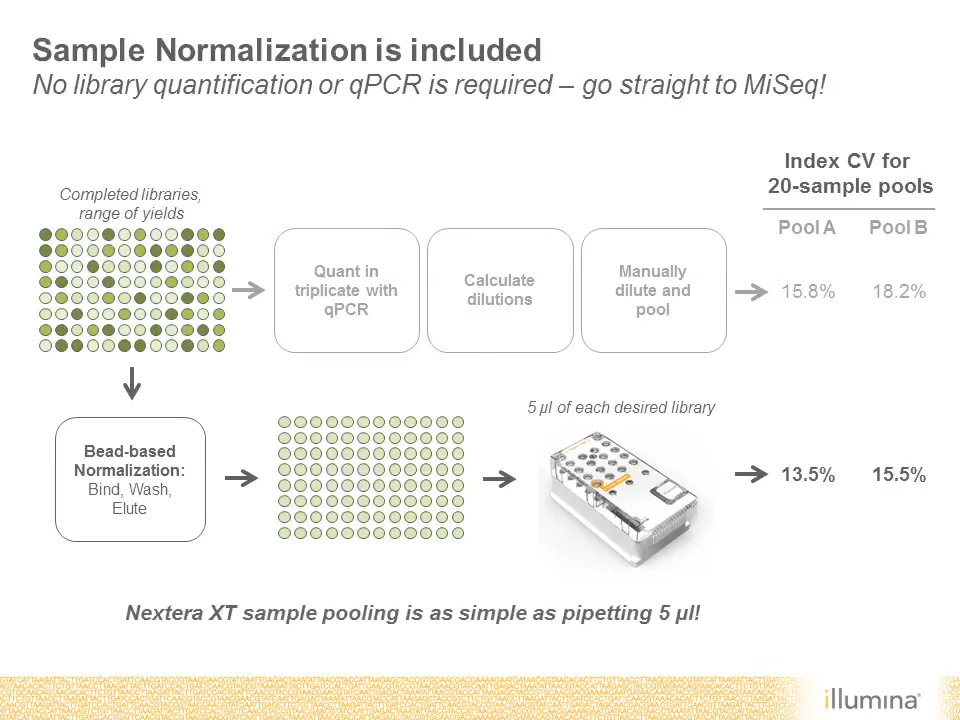 Sample Normalization is included
No library quantification or qPCR is required – go straight to MiSeq!
Index CV for
20-sample pools
Completed libraries,
range of yields
Pool A Pool B
Quant in
triplicate with
qPCR
Calculate
dilutions
Manually
dilute and
pool
15.8% 18.2%
5 µl of each desired library
Bead-based
Normalization:
Bind, Wash,
Elute
13.5% 15.5%
Nextera XT sample pooling is as simple as pipetting 5 µl!
illumina®